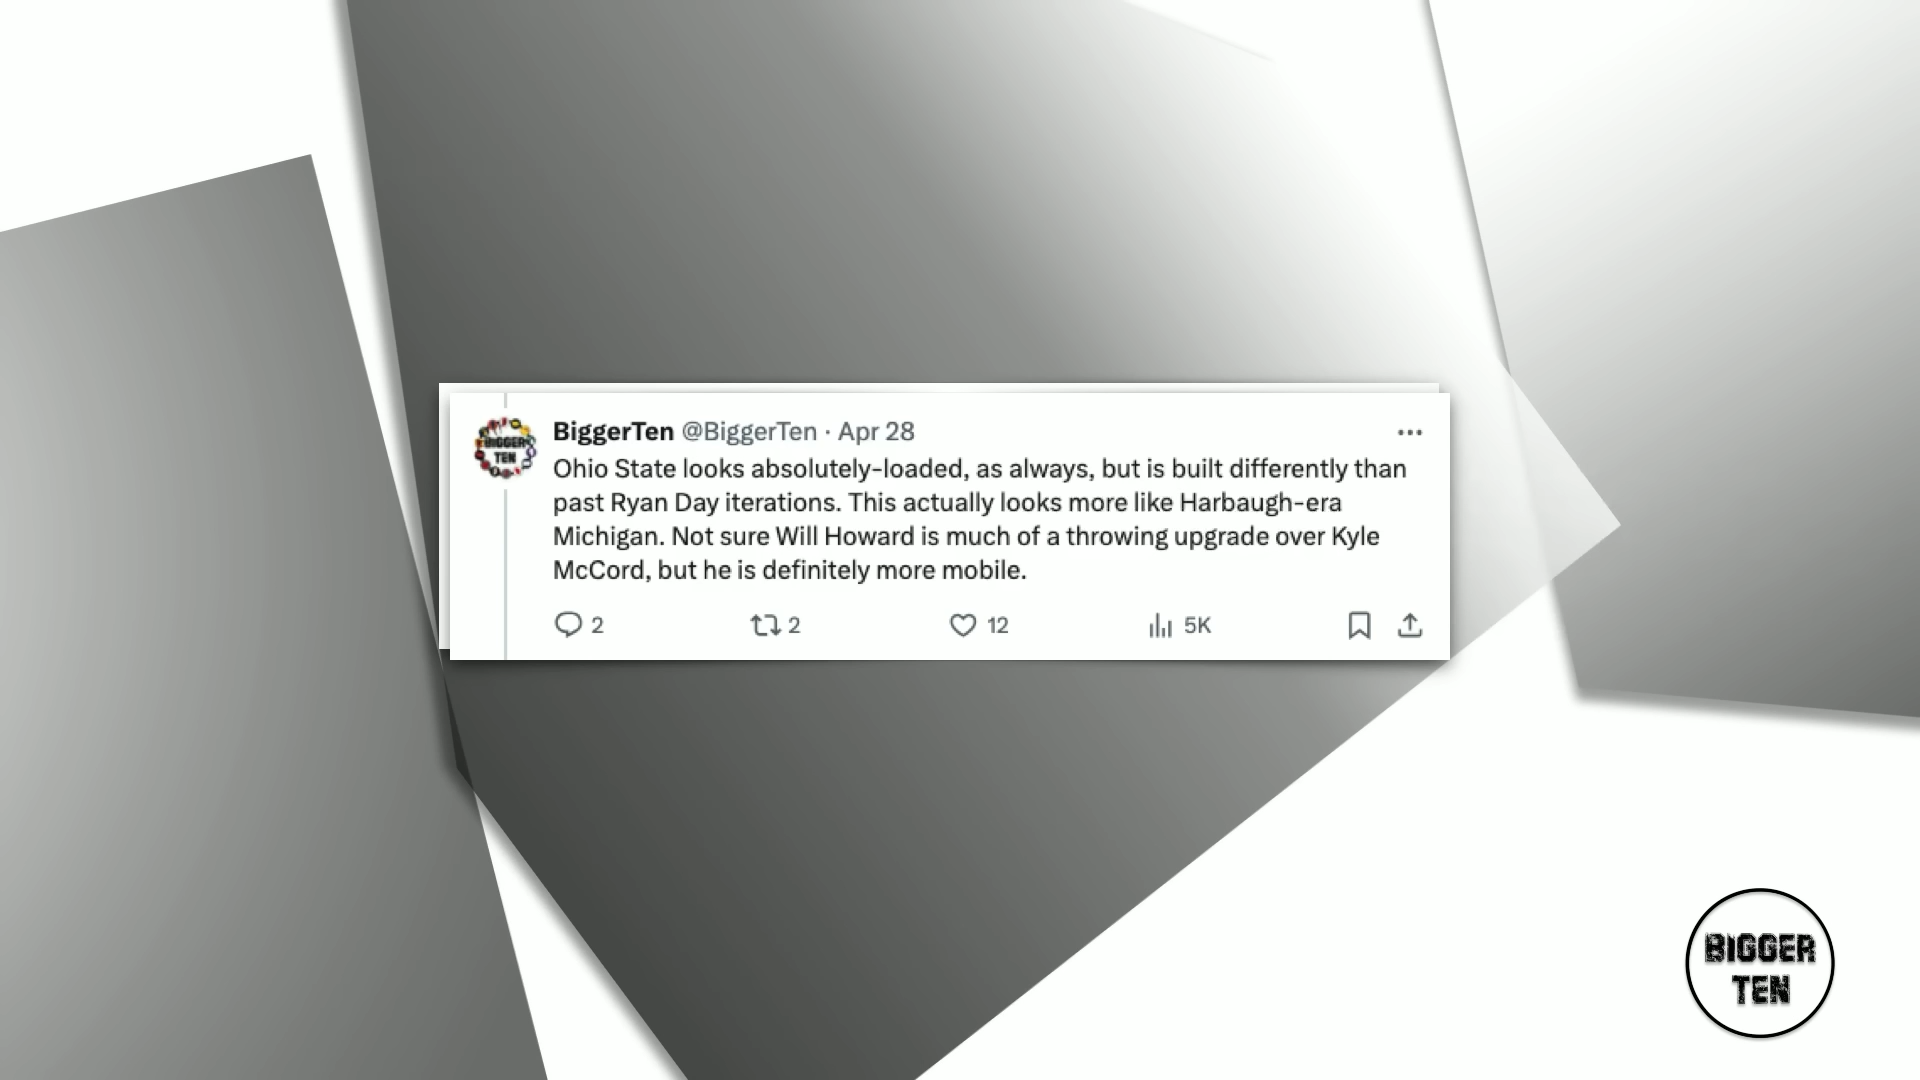 BiggerTen @BiggerTen · Apr 28
Ohio State looks absolutely-loaded, as always, but is built differently than
past Ryan Day iterations. This actually looks more like Harbaugh-era
Michigan. Not sure Will Howard is much of a throwing upgrade over Kyle
McCord, but he is definitely more mobile.
2 2 12 5K
BIGGER
TEN
BIGGER
TEN